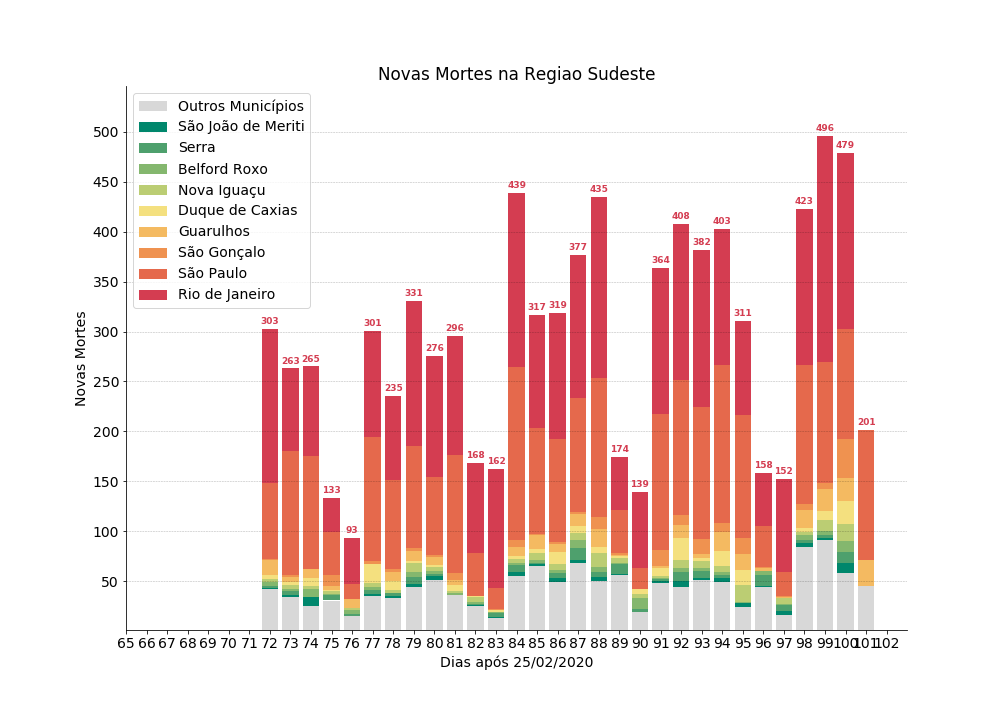 Novas Mortes na Regiao Sudeste
Outros Municípios
São João de Meriti
Serra
Belford Roxo
Nova Iguaçu
Duque de Caxias
Guarulhos
São Gonçalo
São Paulo
Rio de Janeiro
Novas Mortes
500
450
400
350
300
250
200
150
100
50
303
263
265
133
93
301
235
331
276
296
168
162
439
317
319
377
435
174
139
364
408
382
403
311
158
152
423
496
479
201
65 66 67 68 69 70 71 72 73 74 75 76 77 78 79 80 81 82 83 84 85 86 87 88 89 90 91 92 93 94 95 96 97 98 99 100 101 102
Dias após 25/02/2020